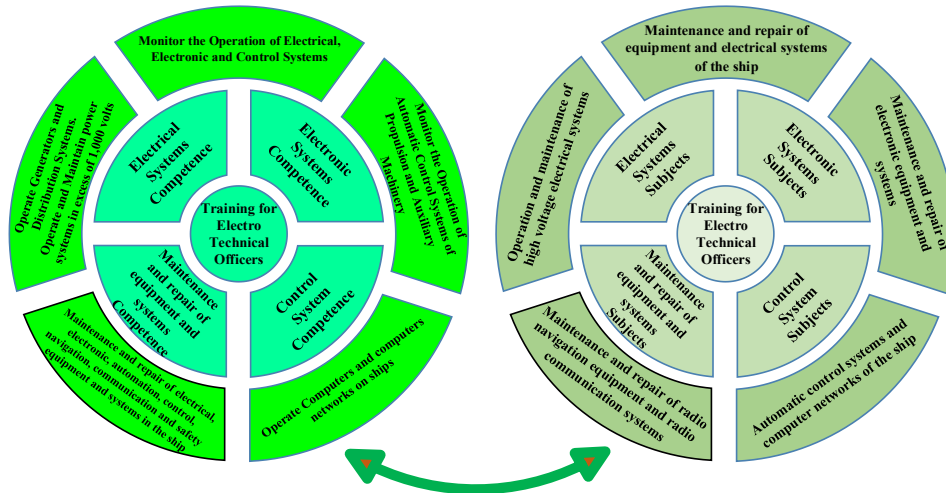 Monitor the Operation of Electrical,
Electronic and Control Systems
Monitor the Operation of
Automatic Control Systems of
Propulsion and Auxiliary
Machinery
Operate Computers and computers
networks on ships
Maintenance and repair of electrical,
electronic, automation, control,
navigation, communication and safety
equipment and systems in the ship
Operate Generators and
Distribution Systems.
Operate and Maintain power
systems in excess of 1,000 volts
Electrical
Systems
Competence
Electronic
Systems
Competence
Control
System
Competence
Maintenance
and repair of
equipment and
systems
Competence
Training for
Electro
Technical
Officers
Maintenance and repair of
equipment and electrical systems
of the ship
Maintenance and repair of
electronic equipment and
systems
Automatic control systems and
computer networks of the ship
Maintenance and repair of radio
navigation equipment and radio
communication systems
Operation and maintenance of
high voltage electrical systems
Electrical
Systems
Subjects
Electronic
Systems
Subjects
Control
System
Subjects
Maintenance
and repair of
equipment and
systems
Subjects
Training for
Electro
Technical
Officers